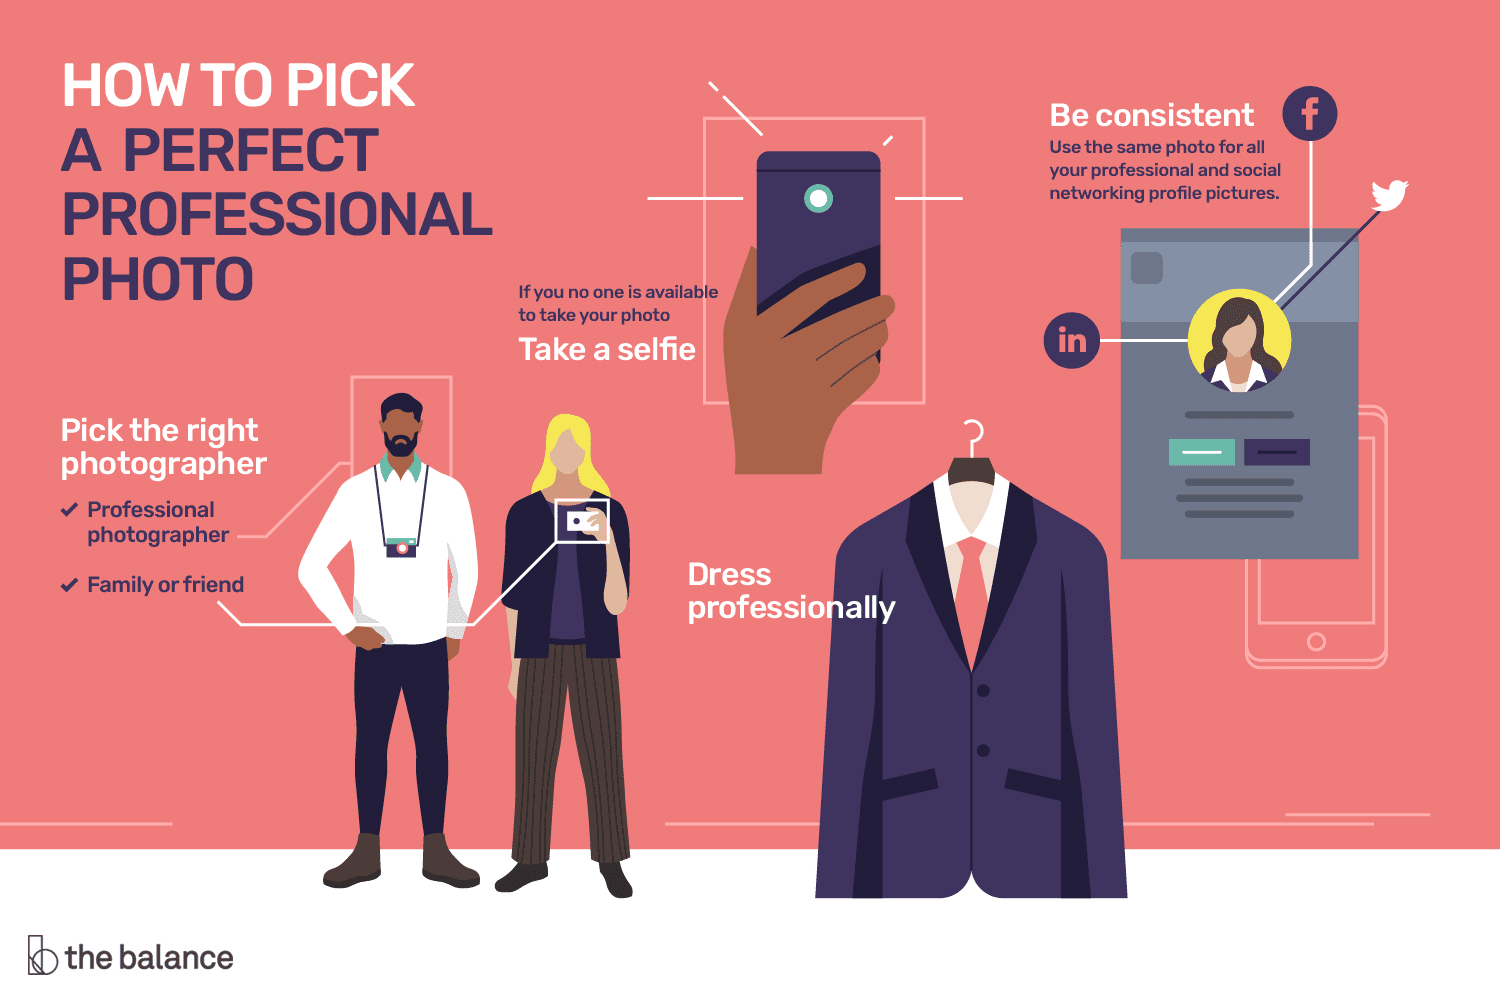 HOW TO PICK
A PERFECT
PROFESSIONAL
PHOTO
Pick the right
photographer
Professional
photographer
Family or friend
If you no one is available
to take your photo
Take a selfie
Dress
professionally
Be consistent
Use the same photo for all
your professional and social
networking profile pictures.
f
in
the balance